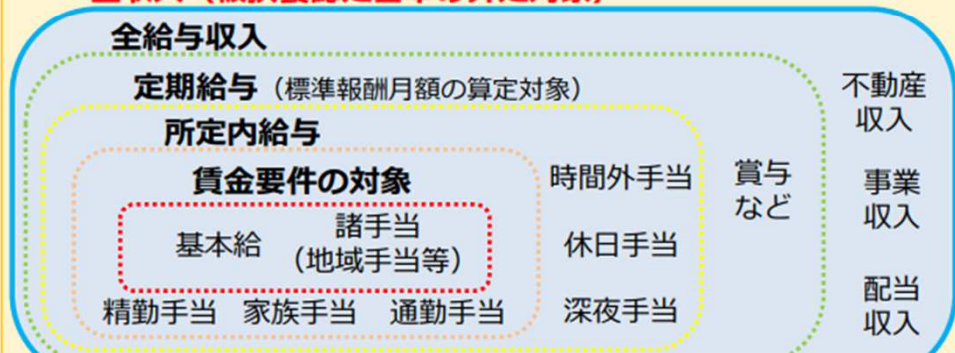 全給与収入
定期給与（標準報酬月額の算定対象）
不動産
収入
所定内給与
賃金要件の対象
時間外手当
賞与
など
事業
収入
基本給
諸手当
（地域手当等）
休日手当
精勤手当 家族手当 通勤手当
深夜手当
配当
収入